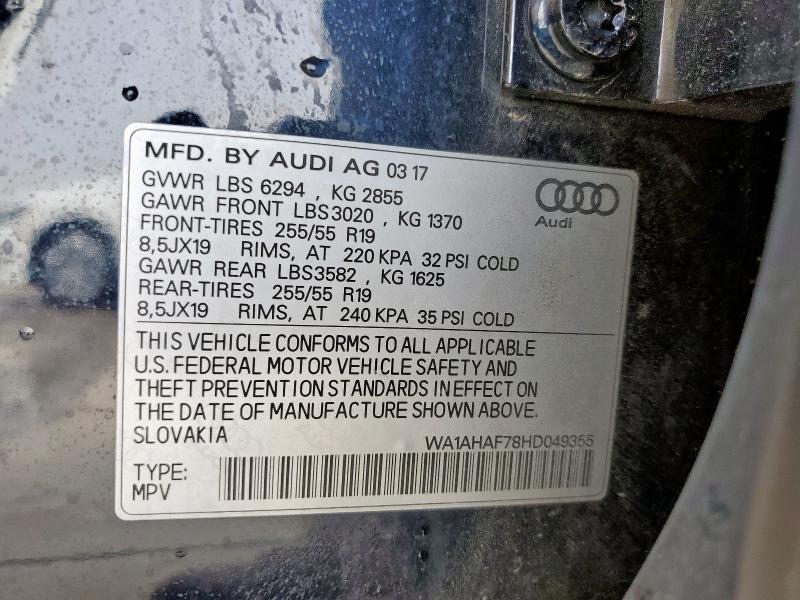 MFD. BY AUDI AG 03 17
GVWR LBS 6294 , KG 2855
GAWR FRONT LBS3020 , KG 1370
FRONT-TIRES 255/55 R19
8,5JX19 RIMS, AT 220 KPA 32 PSI COLD
GAWR REAR LBS3582 , KG 1625
REAR-TIRES 255/55 R19
8,5JX19 RIMS, AT 240 KPA 35 PSI COLD
Audi
THIS VEHICLE CONFORMS TO ALL APPLICABLE
U.S. FEDERAL MOTOR VEHICLE SAFETY AND
THEFT PREVENTION STANDARDS IN EFFECT ON
THE DATE OF MANUFACTURE SHOWN ABOVE.
SLOVAKIA WA1AHAF78HD049355
TYPE:
MPV